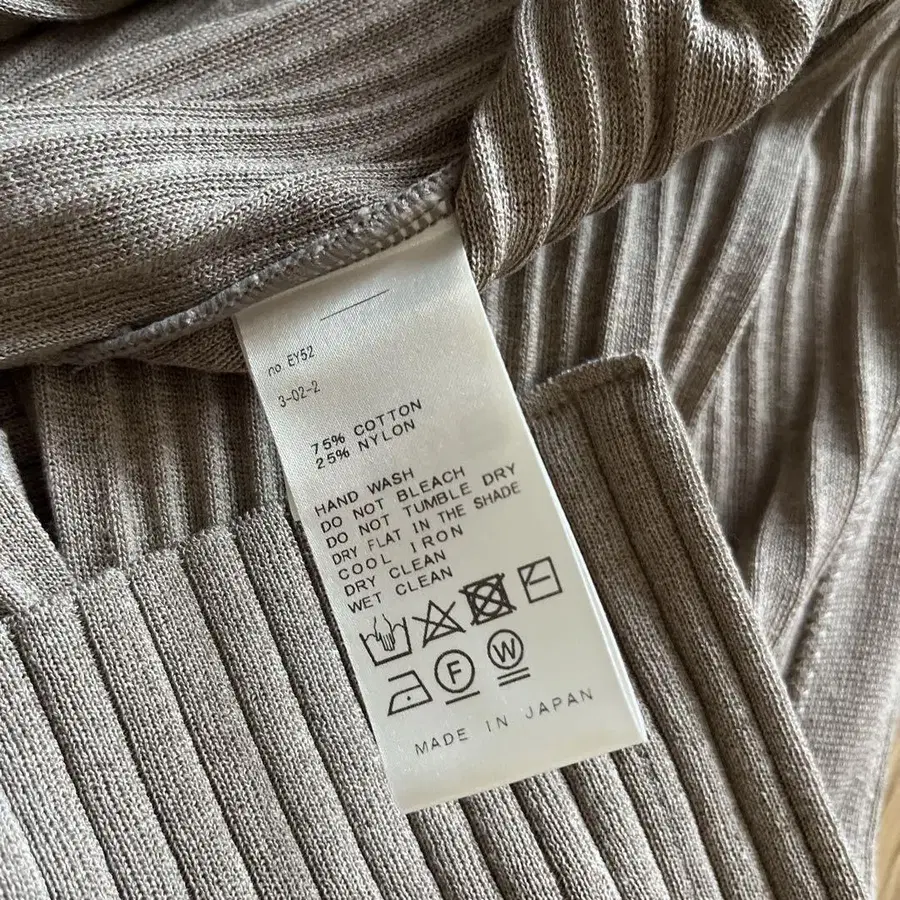 no. EY52
3-02-2
75% COTTON
25% NYLON
HAND WASH
DO NOT BLEACH
DO NOT TUMBLE DRY
DRY FLAT IN THE SHADE
COOL IRON
DRY CLEAN
WET CLEAN
F W
MADE IN JAPAN